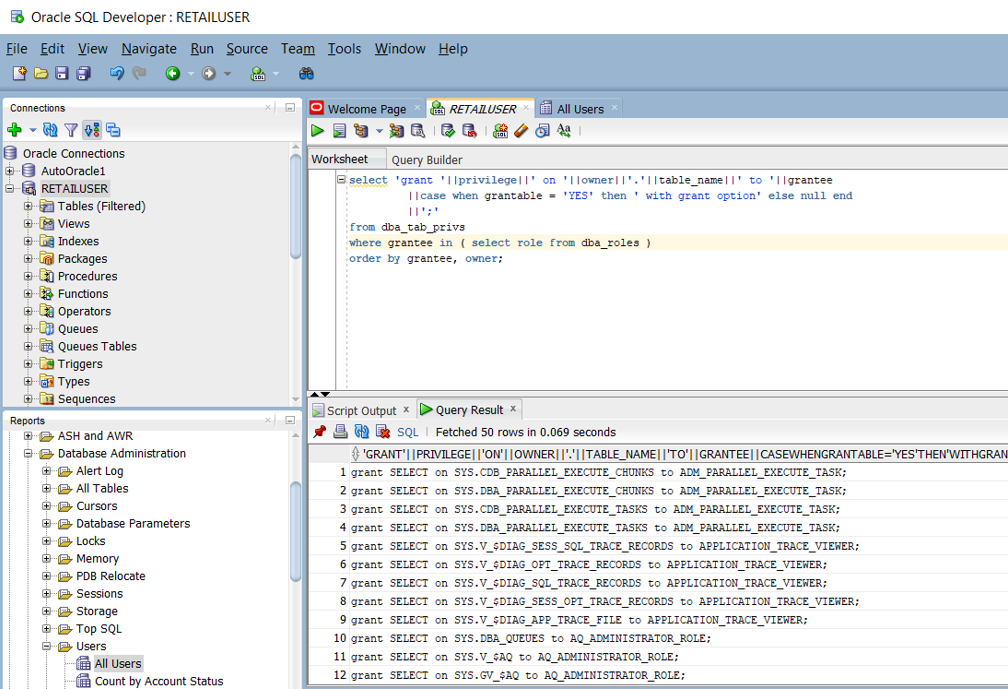 Oracle SQL Developer : RETAILUSER
File Edit View Navigate Run Source Team Tools Window Help
Connections
Oracle Connections
AutoOracle1
RETAILUSER
Tables (Filtered)
Views
Indexes
Packages
Procedures
Functions
Operators
Queues
Queues Tables
Triggers
Types
Sequences
Reports
ASH and AWR
Database Administration
Alert Log
All Tables
Cursors
Database Parameters
Locks
Memory
PDB Relocate
Sessions
Storage
Top SQL
Users
All Users
Count by Account Status
Welcome Page RETAILUSER All Users
Worksheet Query Builder
select 'grant '||privilege||' on '||owner||'.'||table_name||' to '||grantee
||case when grantable = 'YES' then ' with grant option' else null end
||';'
from dba_tab_privs
where grantee in ( select role from dba_roles )
order by grantee, owner;
Script Output Query Result
SQL | Fetched 50 rows in 0.069 seconds
'GRANT'||PRIVILEGE||'ON'||OWNER||'.'||TABLE_NAME||'TO'||GRANTEE||CASEWHENGRANTABLE='YES'THEN'WITHGRAN
1 grant SELECT on SYS.CDB_PARALLEL_EXECUTE_CHUNKS to ADM_PARALLEL_EXECUTE_TASK;
2 grant SELECT on SYS.DBA_PARALLEL_EXECUTE_CHUNKS to ADM_PARALLEL_EXECUTE_TASK;
3 grant SELECT on SYS.CDB_PARALLEL_EXECUTE_TASKS to ADM_PARALLEL_EXECUTE_TASK;
4 grant SELECT on SYS.DBA_PARALLEL_EXECUTE_TASKS to ADM_PARALLEL_EXECUTE_TASK;
5 grant SELECT on SYS.V_$DIAG_SESS_SQL_TRACE_RECORDS to APPLICATION_TRACE_VIEWER;
6 grant SELECT on SYS.V_$DIAG_OPT_TRACE_RECORDS to APPLICATION_TRACE_VIEWER;
7 grant SELECT on SYS.V_$DIAG_SQL_TRACE_RECORDS to APPLICATION_TRACE_VIEWER;
8 grant SELECT on SYS.V_$DIAG_SESS_OPT_TRACE_RECORDS to APPLICATION_TRACE_VIEWER;
9 grant SELECT on SYS.V_$DIAG_APP_TRACE_FILE to APPLICATION_TRACE_VIEWER;
10 grant SELECT on SYS.DBA_QUEUES to AQ_ADMINISTRATOR_ROLE;
11 grant SELECT on SYS.V_$AQ to AQ_ADMINISTRATOR_ROLE;
12 grant SELECT on SYS.GV_$AQ to AQ_ADMINISTRATOR_ROLE;